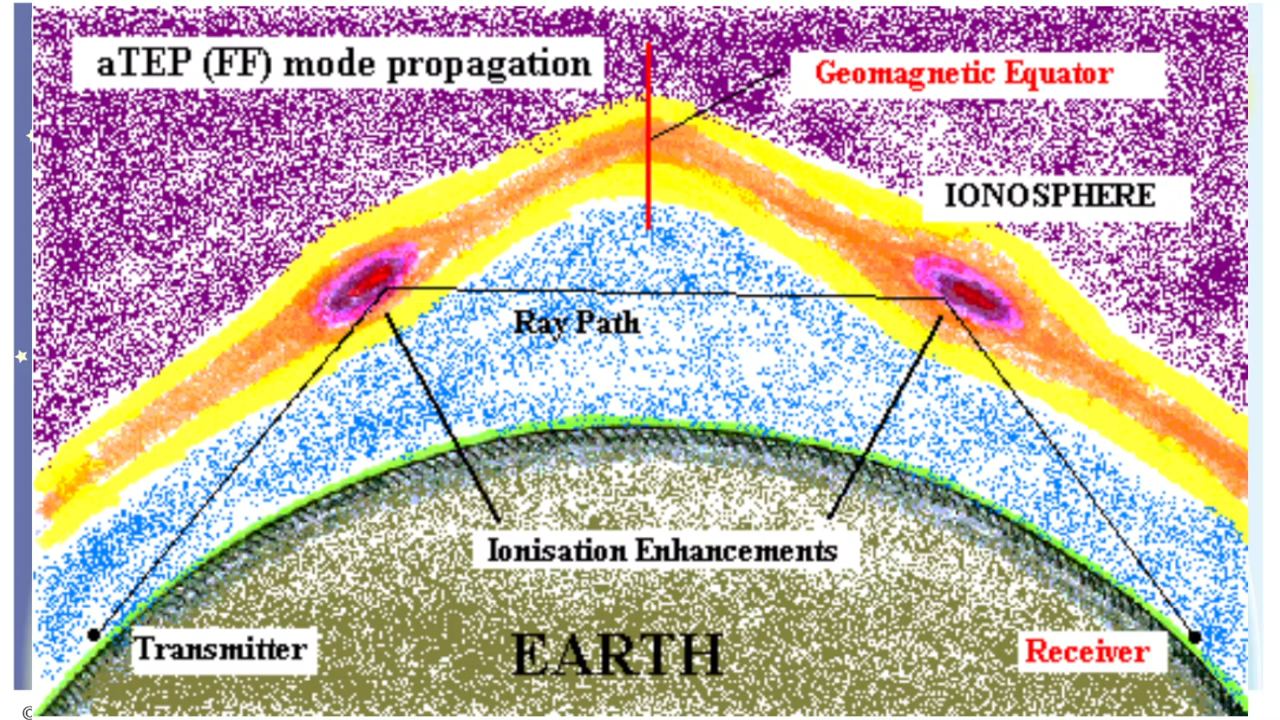 aTEP (FF) mode propagation
Geomagnetic Equator
IONOSPHERE
Ray Path
Ionisation Enhancements
Transmitter
EARTH
Receiver
©